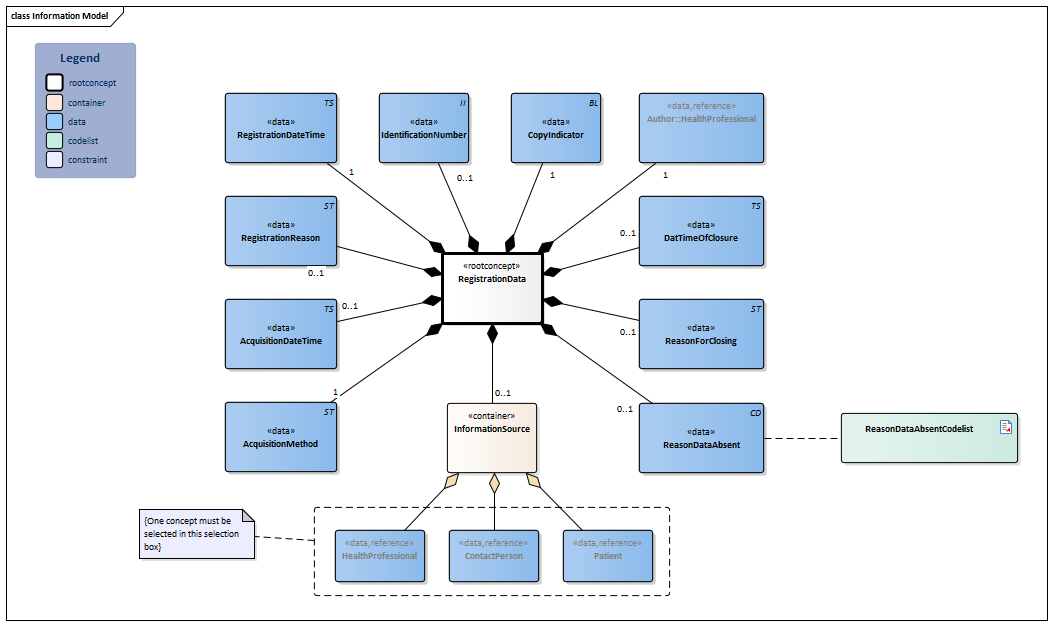 class Information Model
Legend
rootconcept
container
data
codelist
constraint
TS
«data»
RegistrationDateTime
II
«data»
IdentificationNumber
BL
«data»
CopyIndicator
«data,reference»
Author::HealthProfessional
1
0..1
1
1
ST
«data»
RegistrationReason
0..1
TS
«data»
DatTimeOfClosure
0..1
«rootconcept»
RegistrationData
TS
«data»
AcquisitionDateTime
0..1
ST
«data»
ReasonForClosing
0..1
1
ST
«data»
AcquisitionMethod
0..1
«container»
InformationSource
0..1
CD
«data»
ReasonDataAbsent
ReasonDataAbsentCodelist
{One concept must be
selected in this selection
box}
«data,reference»
HealthProfessional
«data,reference»
ContactPerson
«data,reference»
Patient